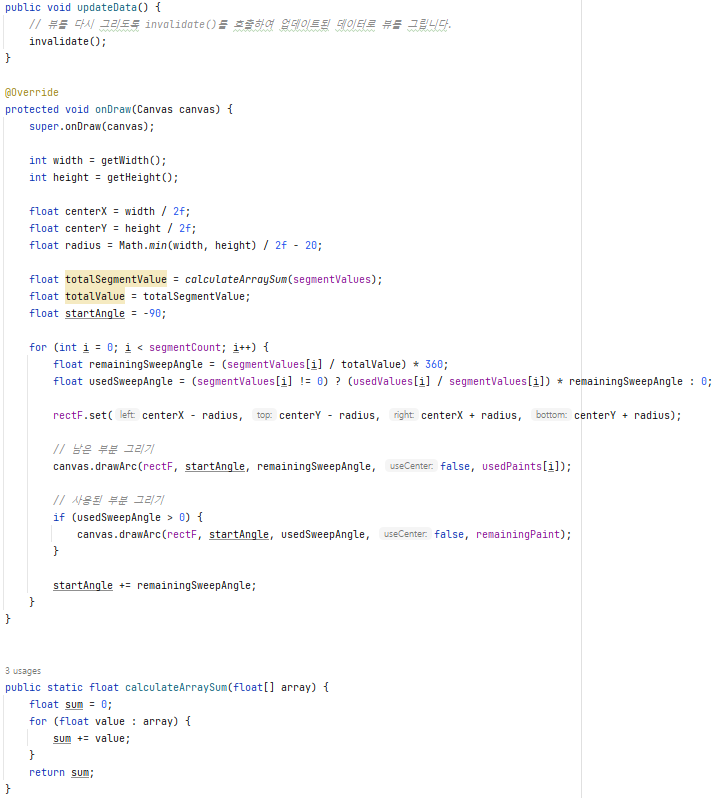 public void updateData() {
// 뷰를 다시 그리도록 invalidate()를 호출하여 업데이트된 데이터로 뷰를 그립니다.
invalidate();
}
@Override
protected void onDraw(Canvas canvas) {
super.onDraw(canvas);
int width = getWidth();
int height = getHeight();
float centerX = width / 2f;
float centerY = height / 2f;
float radius = Math.min(width, height) / 2f - 20;
float totalSegmentValue = calculateArraySum(segmentValues);
float totalValue = totalSegmentValue;
float startAngle = -90;
for (int i = 0; i < segmentCount; i++) {
float remainingSweepAngle = (segmentValues[i] / totalValue) * 360;
float usedSweepAngle = (segmentValues[i] != 0) ? (usedValues[i] / segmentValues[i]) * remainingSweepAngle : 0;
rectF.set( left: centerX - radius, top: centerY - radius, right: centerX + radius, bottom: centerY + radius);
// 남은 부분 그리기
canvas.drawArc(rectF, startAngle, remainingSweepAngle, useCenter: false, usedPaints[i]);
// 사용된 부분 그리기
if (usedSweepAngle > 0) {
canvas.drawArc(rectF, startAngle, usedSweepAngle, useCenter: false, remainingPaint);
}
startAngle += remainingSweepAngle;
}
}
3 usages
public static float calculateArraySum(float[] array) {
float sum = 0;
for (float value : array) {
sum += value;
}
return sum;
}